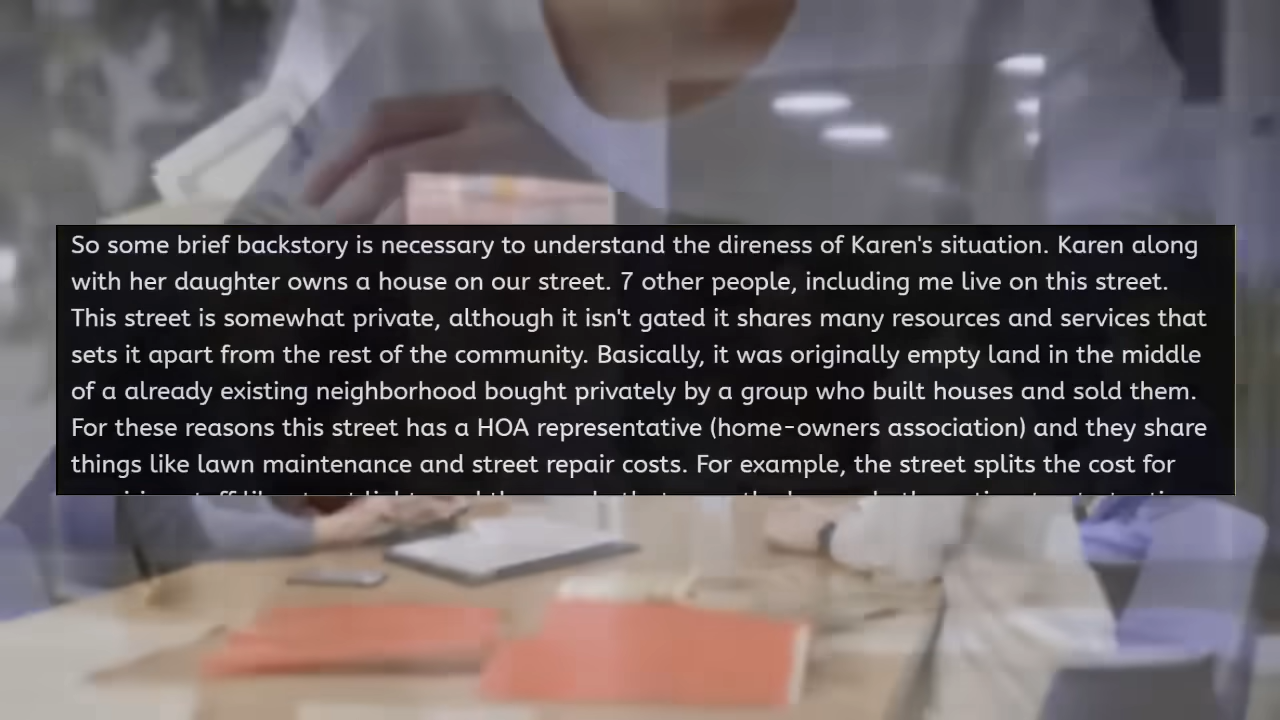 So some brief backstory is necessary to understand the direness of Karen's situation. Karen along
with her daughter owns a house on our street. 7 other people, including me live on this street.
This street is somewhat private, although it isn't gated it shares many resources and services that
sets it apart from the rest of the community. Basically, it was originally empty land in the middle
of a already existing neighborhood bought privately by a group who built houses and sold them.
For these reasons this street has a HOA representative (home-owners association) and they share
things like lawn maintenance and street repair costs. For example, the street splits the cost for